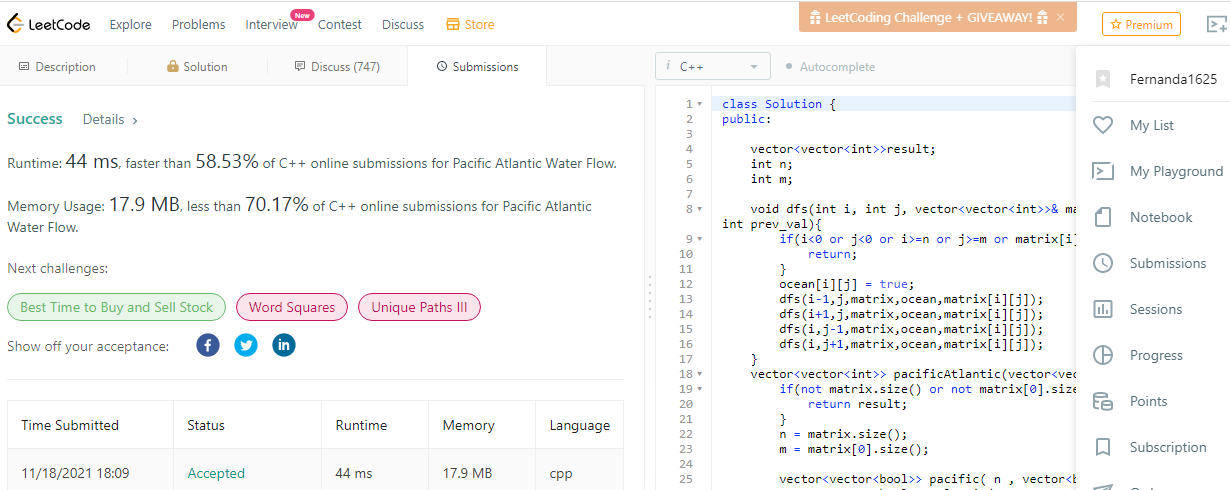 LeetCode Explore Problems Interview New Contest Discuss Store
LeetCoding Challenge + GIVEAWAY! ×
Premium
Description Solution Discuss (747) Submissions
Success Details >
Runtime: 44 ms, faster than 58.53% of C++ online submissions for Pacific Atlantic Water Flow.
Memory Usage: 17.9 MB, less than 70.17% of C++ online submissions for Pacific Atlantic
Water Flow.
Next challenges:
Best Time to Buy and Sell Stock Word Squares Unique Paths III
Show off your acceptance:
Time Submitted Status Runtime Memory Language
11/18/2021 18:09 Accepted 44 ms 17.9 MB cpp
i C++ Autocomplete
1 class Solution {
2 public:
3
4 vector<vector<int>>result;
5 int n;
6 int m;
7
8 void dfs(int i, int j, vector<vector<int>>& ma
int prev_val){
9 if(i<0 or j<0 or i>=n or j>=m or matrix[i]
10 return;
11 }
12 ocean[i][j] = true;
13 dfs(i-1,j,matrix,ocean,matrix[i][j]);
14 dfs(i+1,j,matrix,ocean,matrix[i][j]);
15 dfs(i,j-1,matrix,ocean,matrix[i][j]);
16 dfs(i,j+1,matrix,ocean,matrix[i][j]);
17 }
18 vector<vector<int>> pacificAtlantic(vector<vec
19 if(not matrix.size() or not matrix[0].size
20 return result;
21 }
22 n = matrix.size();
23 m = matrix[0].size();
24
25 vector<vector<bool>> pacific( n , vector<b
Fernanda1625
My List
My Playground
Notebook
Submissions
Sessions
Progress
Points
Subscription